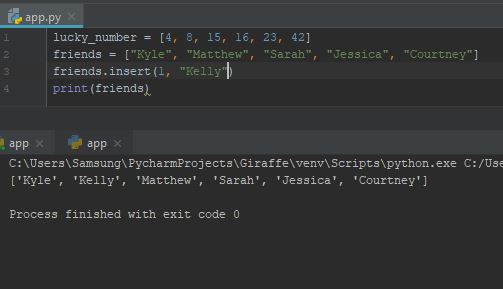 app.py
1 lucky_number = [4, 8, 15, 16, 23, 42]
2 friends = ["Kyle", "Matthew", "Sarah", "Jessica", "Courtney"]
3 friends.insert(1, "Kelly")
4 print(friends)
app app
C:\Users\Samsung\PycharmProjects\Giraffe\venv\Scripts\python.exe C:/Use
['Kyle', 'Kelly', 'Matthew', 'Sarah', 'Jessica', 'Courtney']
Process finished with exit code 0